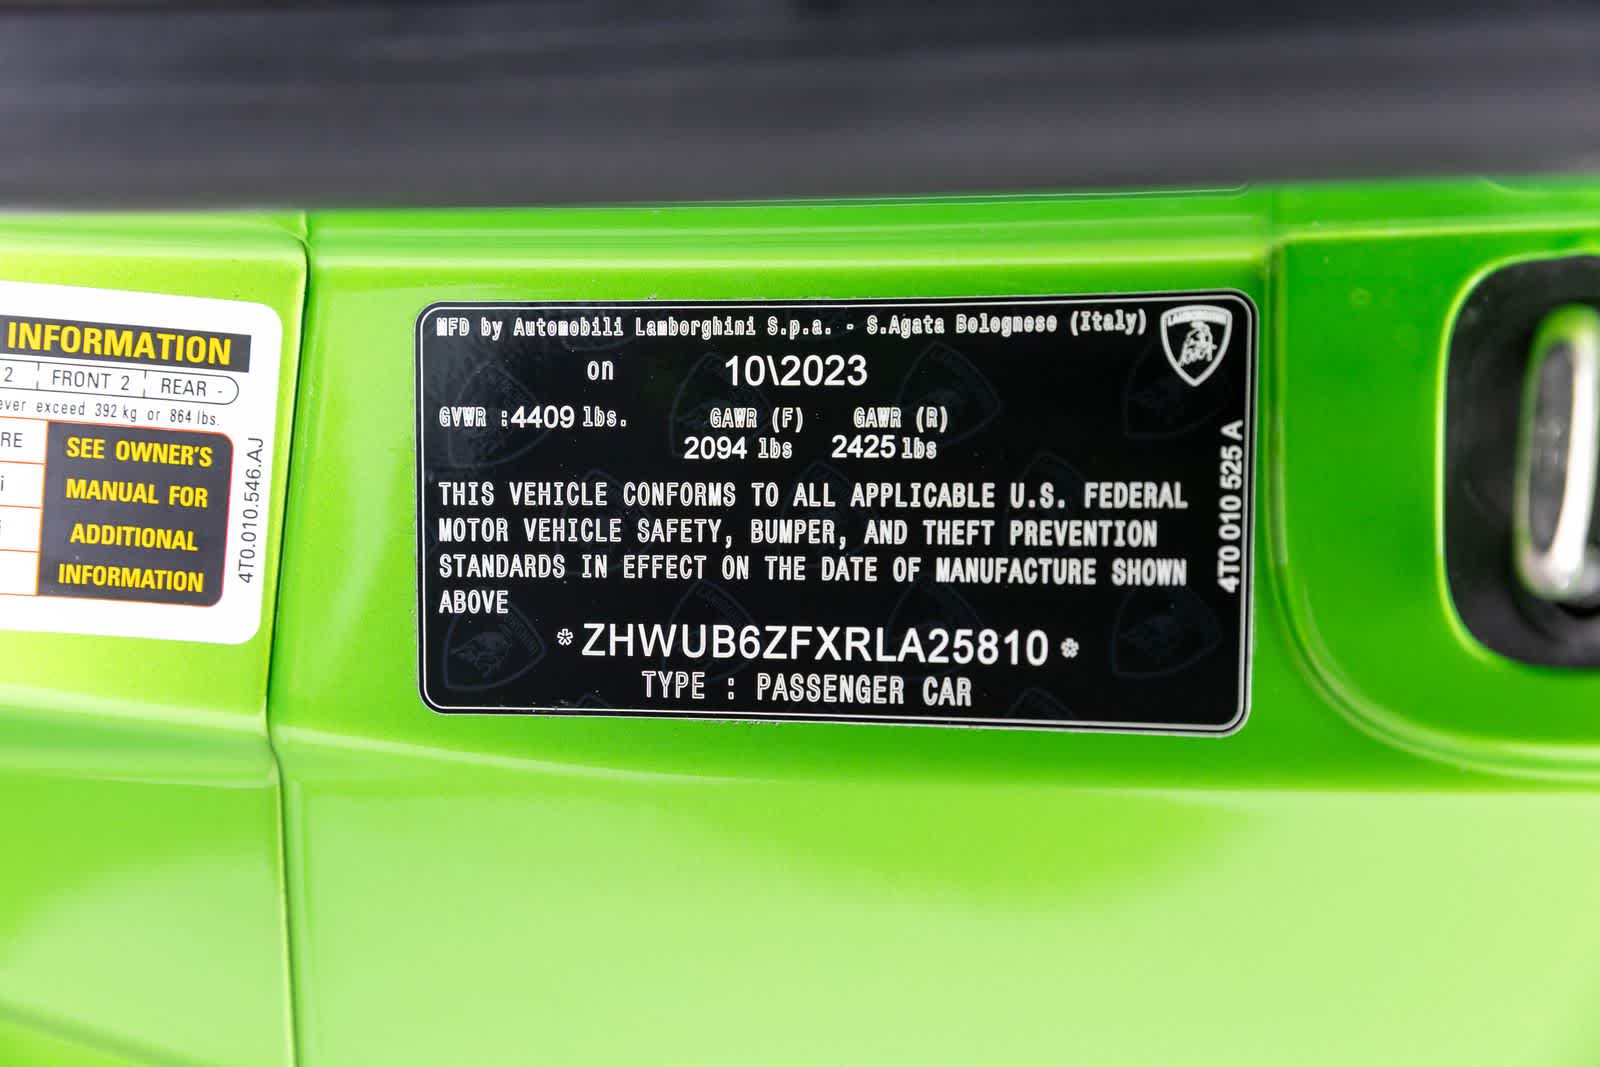 INFORMATION
2 FRONT 2 REAR -
ever exceed 392 kg or 864 lbs.
RE
SEE OWNER'S
MANUAL FOR
ADDITIONAL
INFORMATION
4T0.010.546.AJ
MFD by Automobili Lamborghini S.p.a. - S.Agata Bolognese (Italy)
LAMBORGHINI
on 10\2023
GVWR :4409 lbs. GAWR (F) GAWR (R)
2094 lbs 2425 lbs
THIS VEHICLE CONFORMS TO ALL APPLICABLE U.S. FEDERAL
MOTOR VEHICLE SAFETY, BUMPER, AND THEFT PREVENTION
STANDARDS IN EFFECT ON THE DATE OF MANUFACTURE SHOWN
ABOVE
*ZHWUB6ZFXRLA25810*
TYPE : PASSENGER CAR
4T0 010 525 A